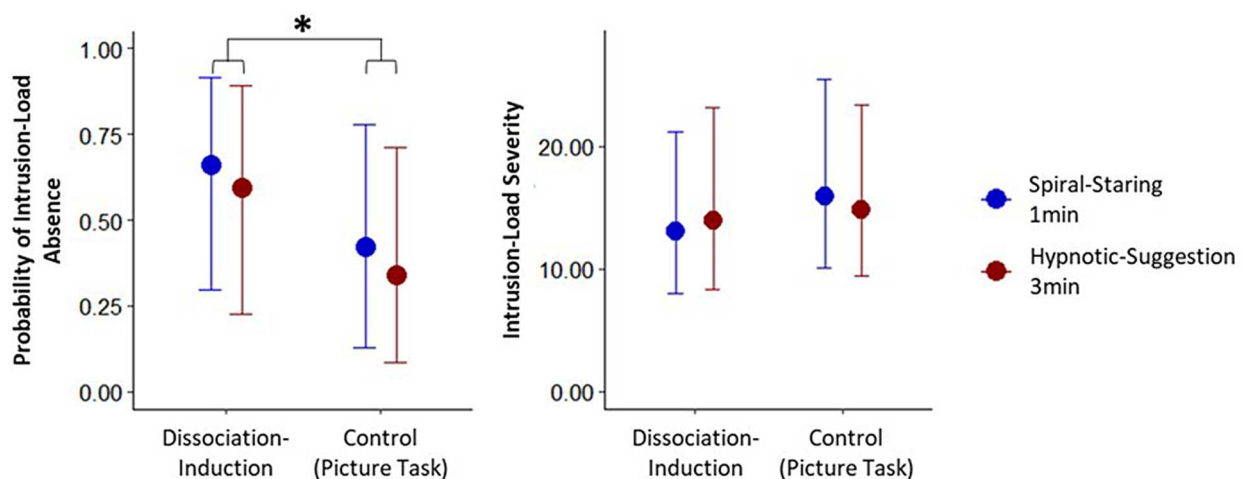 *
Probability of Intrusion-Load
Absence
1.00
0.75
0.50
0.25
0.00
Dissociation-
Induction
Control
(Picture Task)
Intrusion-Load Severity
20.00
10.00
0.00
Dissociation-
Induction
Control
(Picture Task)
Spiral-Staring
1min
Hypnotic-Suggestion
3min